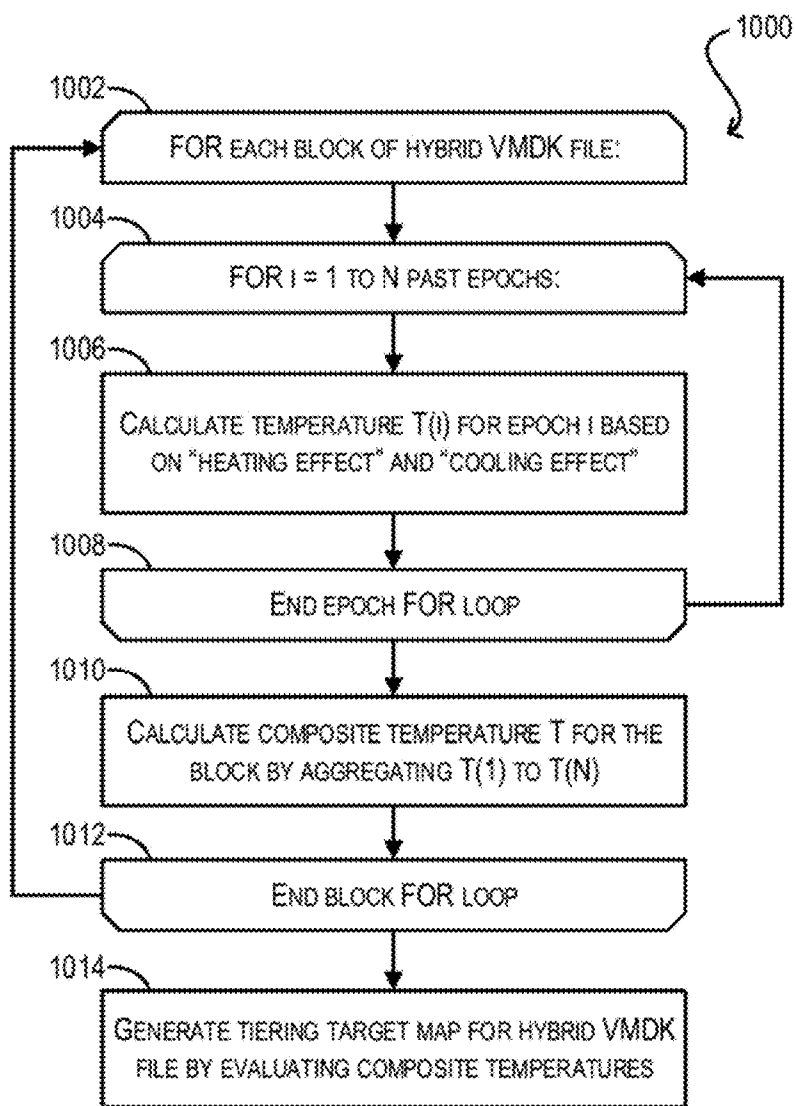 1000
1002
FOR EACH BLOCK OF HYBRID VMDK FILE:
1004
FOR I = 1 TO N PAST EPOCHS:
1006
CALCULATE TEMPERATURE T(I) FOR EPOCH I BASED
ON "HEATING EFFECT" AND "COOLING EFFECT"
1008
END EPOCH FOR LOOP
1010
CALCULATE COMPOSITE TEMPERATURE T FOR THE
BLOCK BY AGGREGATING T(1) TO T(N)
1012
END BLOCK FOR LOOP
1014
GENERATE TIERING TARGET MAP FOR HYBRID VMDK
FILE BY EVALUATING COMPOSITE TEMPERATURES